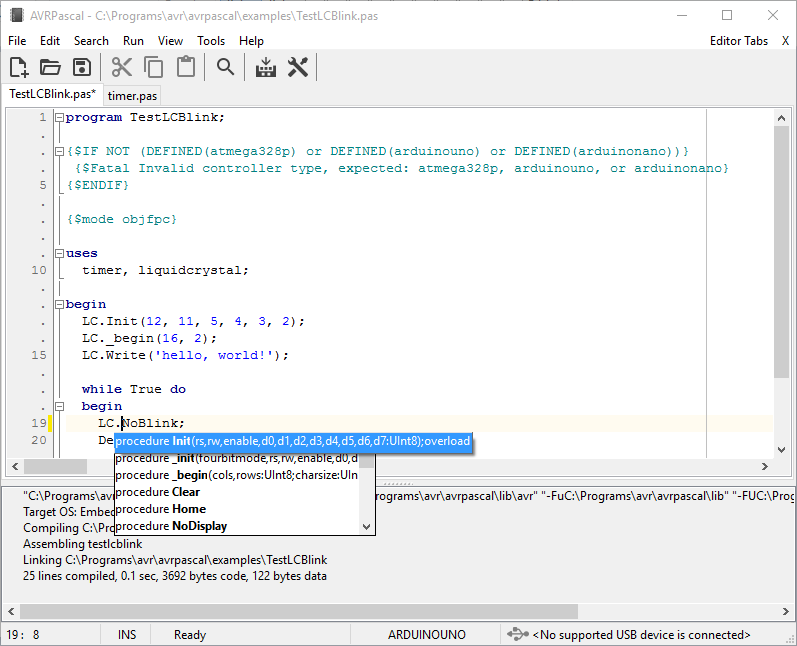 AVRPascal - C:\Programs\avr\avrpascal\examples\TestLCBlink.pas
File Edit Search Run View Tools Help Editor Tabs X
TestLCBlink.pas* timer.pas
1 program TestLCBlink;
{$IF NOT (DEFINED(atmega328p) or DEFINED(arduinouno) or DEFINED(arduinonano))}
{$Fatal Invalid controller type, expected: atmega328p, arduinouno, or arduinonano}
5 {$ENDIF}
{$mode objfpc}
uses
10 timer, liquidcrystal;
begin
LC.Init(12, 11, 5, 4, 3, 2);
LC._begin(16, 2);
15 LC.Write('hello, world!');
while True do
begin
19 LC.NoBlink;
20 De
procedure Init(rs,rw,enable,d0,d1,d2,d3,d4,d5,d6,d7:UInt8);overload
procedure _init(fourbitmode,rs,rw,enable,d0,d
procedure _begin(cols,rows:UInt8;charsize:UIn
procedure Clear
procedure Home
procedure NoDisplay
"C:\Programs\av rograms\avr\avrpascal\lib\avr" "-FuC:\Programs\avr\avrpascal\lib" "-FUC:\Prog
Target OS: Embed
Compiling C:\Pro
Assembling testlcblink
Linking C:\Programs\avr\avrpascal\examples\TestLCBlink
25 lines compiled, 0.1 sec, 3692 bytes code, 122 bytes data
19: 8 INS Ready ARDUINOUNO <No supported USB device is connected>